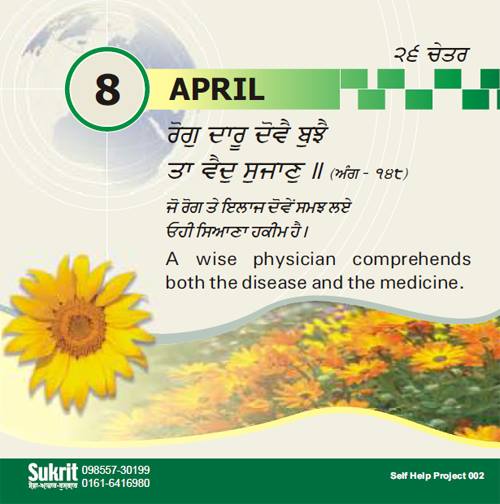 ੨੬ ਚੇਤਰ
8 APRIL
ਰੋਗੁ ਦਾਰੂ ਦੋਵੈ ਬੁਝੈ
ਤਾ ਵੈਦੁ ਸੁਜਾਣੁ ॥ (ਅੰਗ - ੧੪੮)
ਜੋ ਰੋਗ ਤੇ ਇਲਾਜ ਦੋਵੇਂ ਸਮਝ ਲਏ
ਓਹੀ ਸਿਆਣਾ ਹਕੀਮ ਹੈ।
A wise physician comprehends
both the disease and the medicine.
Sukrit 098557-30199
0161-6416980
Self Help Project 002